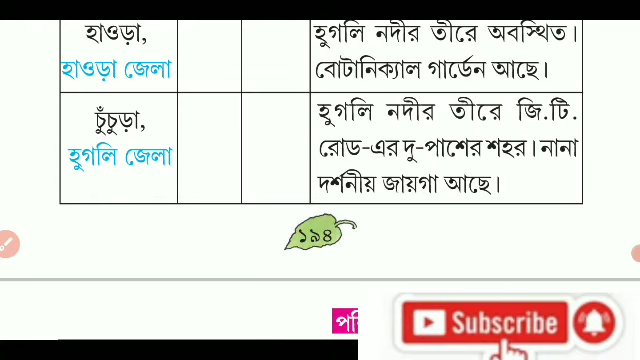 হাওড়া,
হাওড়া জেলা
হুগলি নদীর তীরে অবস্থিত।
বোটানিক্যাল গার্ডেন আছে।
চুঁচুড়া,
হুগলি জেলা
হুগলি নদীর তীরে জি.টি.
রোড-এর দু-পাশের শহর। নানা
দর্শনীয় জায়গা আছে।
১৯৪
Subscribe